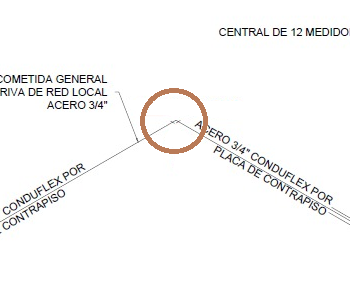 CENTRAL DE 12
COMETIDA GENERAL
RIVA DE RED LOCAL
ACERO 3/4"
ACERO 3/4" CONDUFLEX POR
PLACA DE CONTRAPISO
CONDUFLEX POR
CONTRAPISO